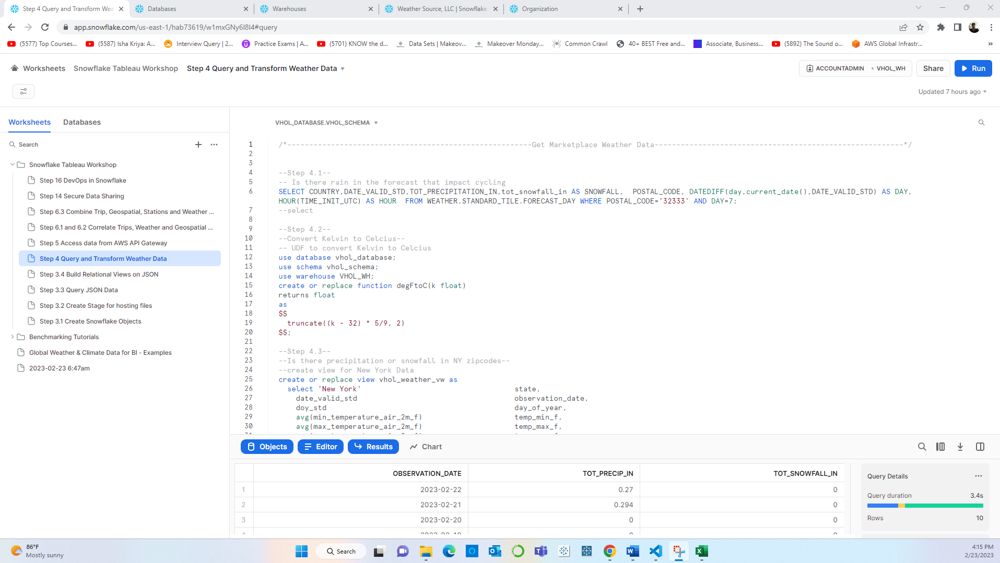 Step 4 Query and Transform Wea
Databases
Warehouses
Weather Source, LLC | Snowflake
Organization
app.snowflake.com/us-east-1/hab73619/w1mxGNy6I8I4#query
(5577) Top Courses...
(5587) Isha Kriya: A...
Interview Query | 2...
Practice Exams | A...
(5701) KNOW the d...
Data Sets | Makeov...
Makeover Monday...
Common Crawl
40+ BEST Free and...
Associate, Business...
(5892) The Sound o...
AWS Global Infrastr...
Worksheets
Snowflake Tableau Workshop
Step 4 Query and Transform Weather Data
ACCOUNTADMIN
VHOL_WH
Share
Run
Updated 7 hours ago
Worksheets
Databases
Search
Snowflake Tableau Workshop
Step 16 DevOps in Snowflake
Step 14 Secure Data Sharing
Step 6.3 Combine Trip, Geospatial, Stations and Weather ...
Step 6.1 and 6.2 Correlate Trips, Weather and Geospatial ...
Step 5 Access data from AWS API Gateway
Step 4 Query and Transform Weather Data
Step 3.4 Build Relational Views on JSON
Step 3.3 Query JSON Data
Step 3.2 Create Stage for hosting files
Step 3.1 Create Snowflake Objects
Benchmarking Tutorials
Global Weather & Climate Data for BI - Examples
2023-02-23 6:47am
VHOL_DATABASE.VHOL_SCHEMA
1 /*--------------------------------------------------------Get Marketplace Weather Data---------------------------------------------------------*/
2
3
4 --Step 4.1--
5 -- Is there rain in the forecast that impact cycling
6 SELECT COUNTRY,DATE_VALID_STD,TOT_PRECIPITATION_IN,tot_snowfall_in AS SNOWFALL,  POSTAL_CODE, DATEDIFF(day,current_date(),DATE_VALID_STD) AS DAY,
HOUR(TIME_INIT_UTC) AS HOUR  FROM WEATHER.STANDARD_TILE.FORECAST_DAY WHERE POSTAL_CODE='32333' AND DAY=7;
7 --select
8
9 --Step 4.2--
10 --Convert Kelvin to Celcius--
11 -- UDF to convert Kelvin to Celcius
12 use database vhol_database;
13 use schema vhol_schema;
14 use warehouse VHOL_WH;
15 create or replace function degFtoC(k float)
16 returns float
17 as
18 $$
19 truncate((k - 32) * 5/9, 2)
20 $$;
21
22 --Step 4.3--
23 --Is there precipitation or snowfall in NY zipcodes--
24 --create view for New York Data
25 create or replace view vhol_weather_vw as
26 select 'New York' state,
27 date_valid_std observation_date,
28 doy_std day_of_year,
29 avg(min_temperature_air_2m_f) temp_min_f,
30 avg(max_temperature_air_2m_f) temp_max_f,
Objects
Editor
Results
Chart
OBSERVATION_DATE TOT_PRECIP_IN TOT_SNOWFALL_IN
1 2023-02-22 0.27 0
2 2023-02-21 0.294 0
3 2023-02-20 0 0
Query Details
Query duration 3.4s
Rows 10
86°F
Mostly sunny
Search
4:15 PM
2/23/2023